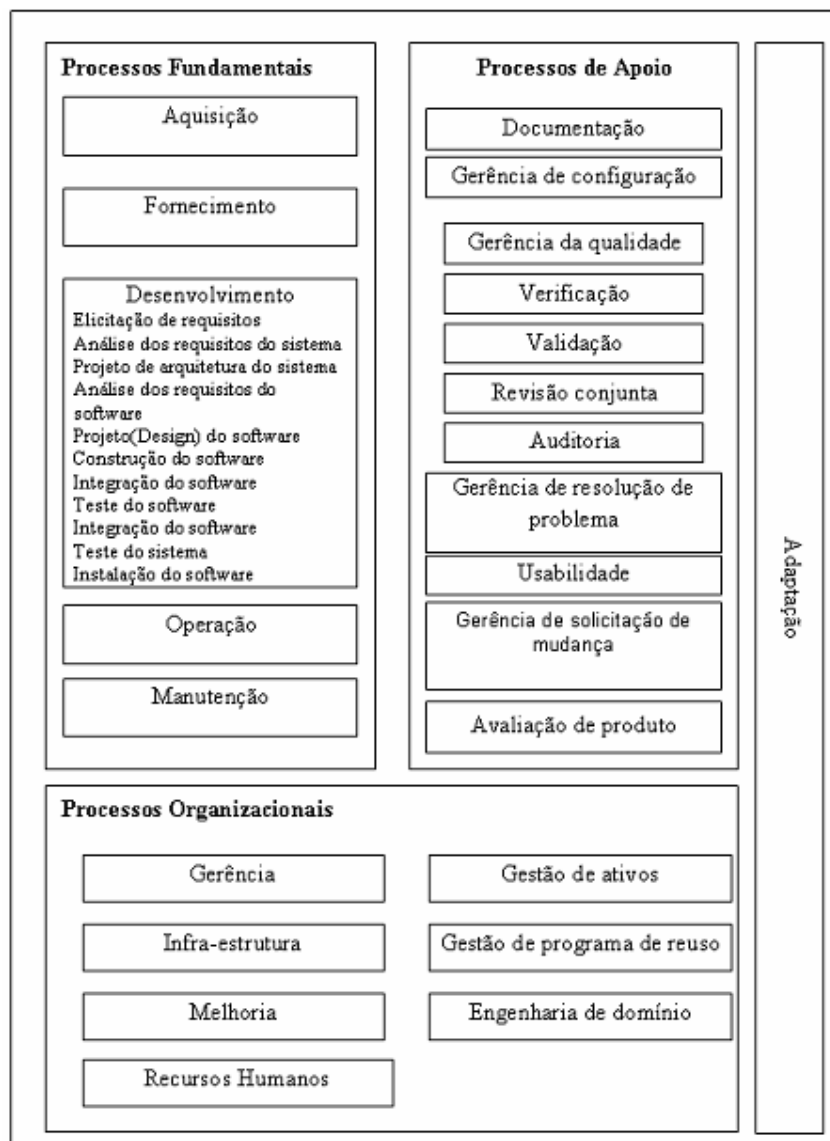 Processos Fundamentais
Aquisição
Fornecimento
Desenvolvimento
Elicitação de requisitos
Análise dos requisitos do sistema
Projeto de arquitetura do sistema
Análise dos requisitos do
software
Projeto(Design) do software
Construção do software
Integração do software
Teste do software
Integração do software
Teste do sistema
Instalação do software
Operação
Manutenção
Processos de Apoio
Documentação
Gerência de configuração
Gerência da qualidade
Verificação
Validação
Revisão conjunta
Auditoria
Gerência de resolução de
problema
Usabilidade
Gerência de solicitação de
mudança
Avaliação de produto
Adaptação
Processos Organizacionais
Gerência
Gestão de ativos
Infra-estrutura
Gestão de programa de reuso
Melhoria
Engenharia de domínio
Recursos Humanos